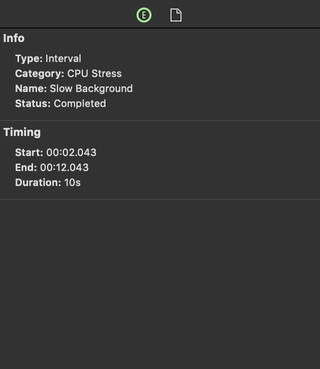 E
Info
Type: Interval
Category: CPU Stress
Name: Slow Background
Status: Completed
Timing
Start: 00:02.043
End: 00:12.043
Duration: 10s